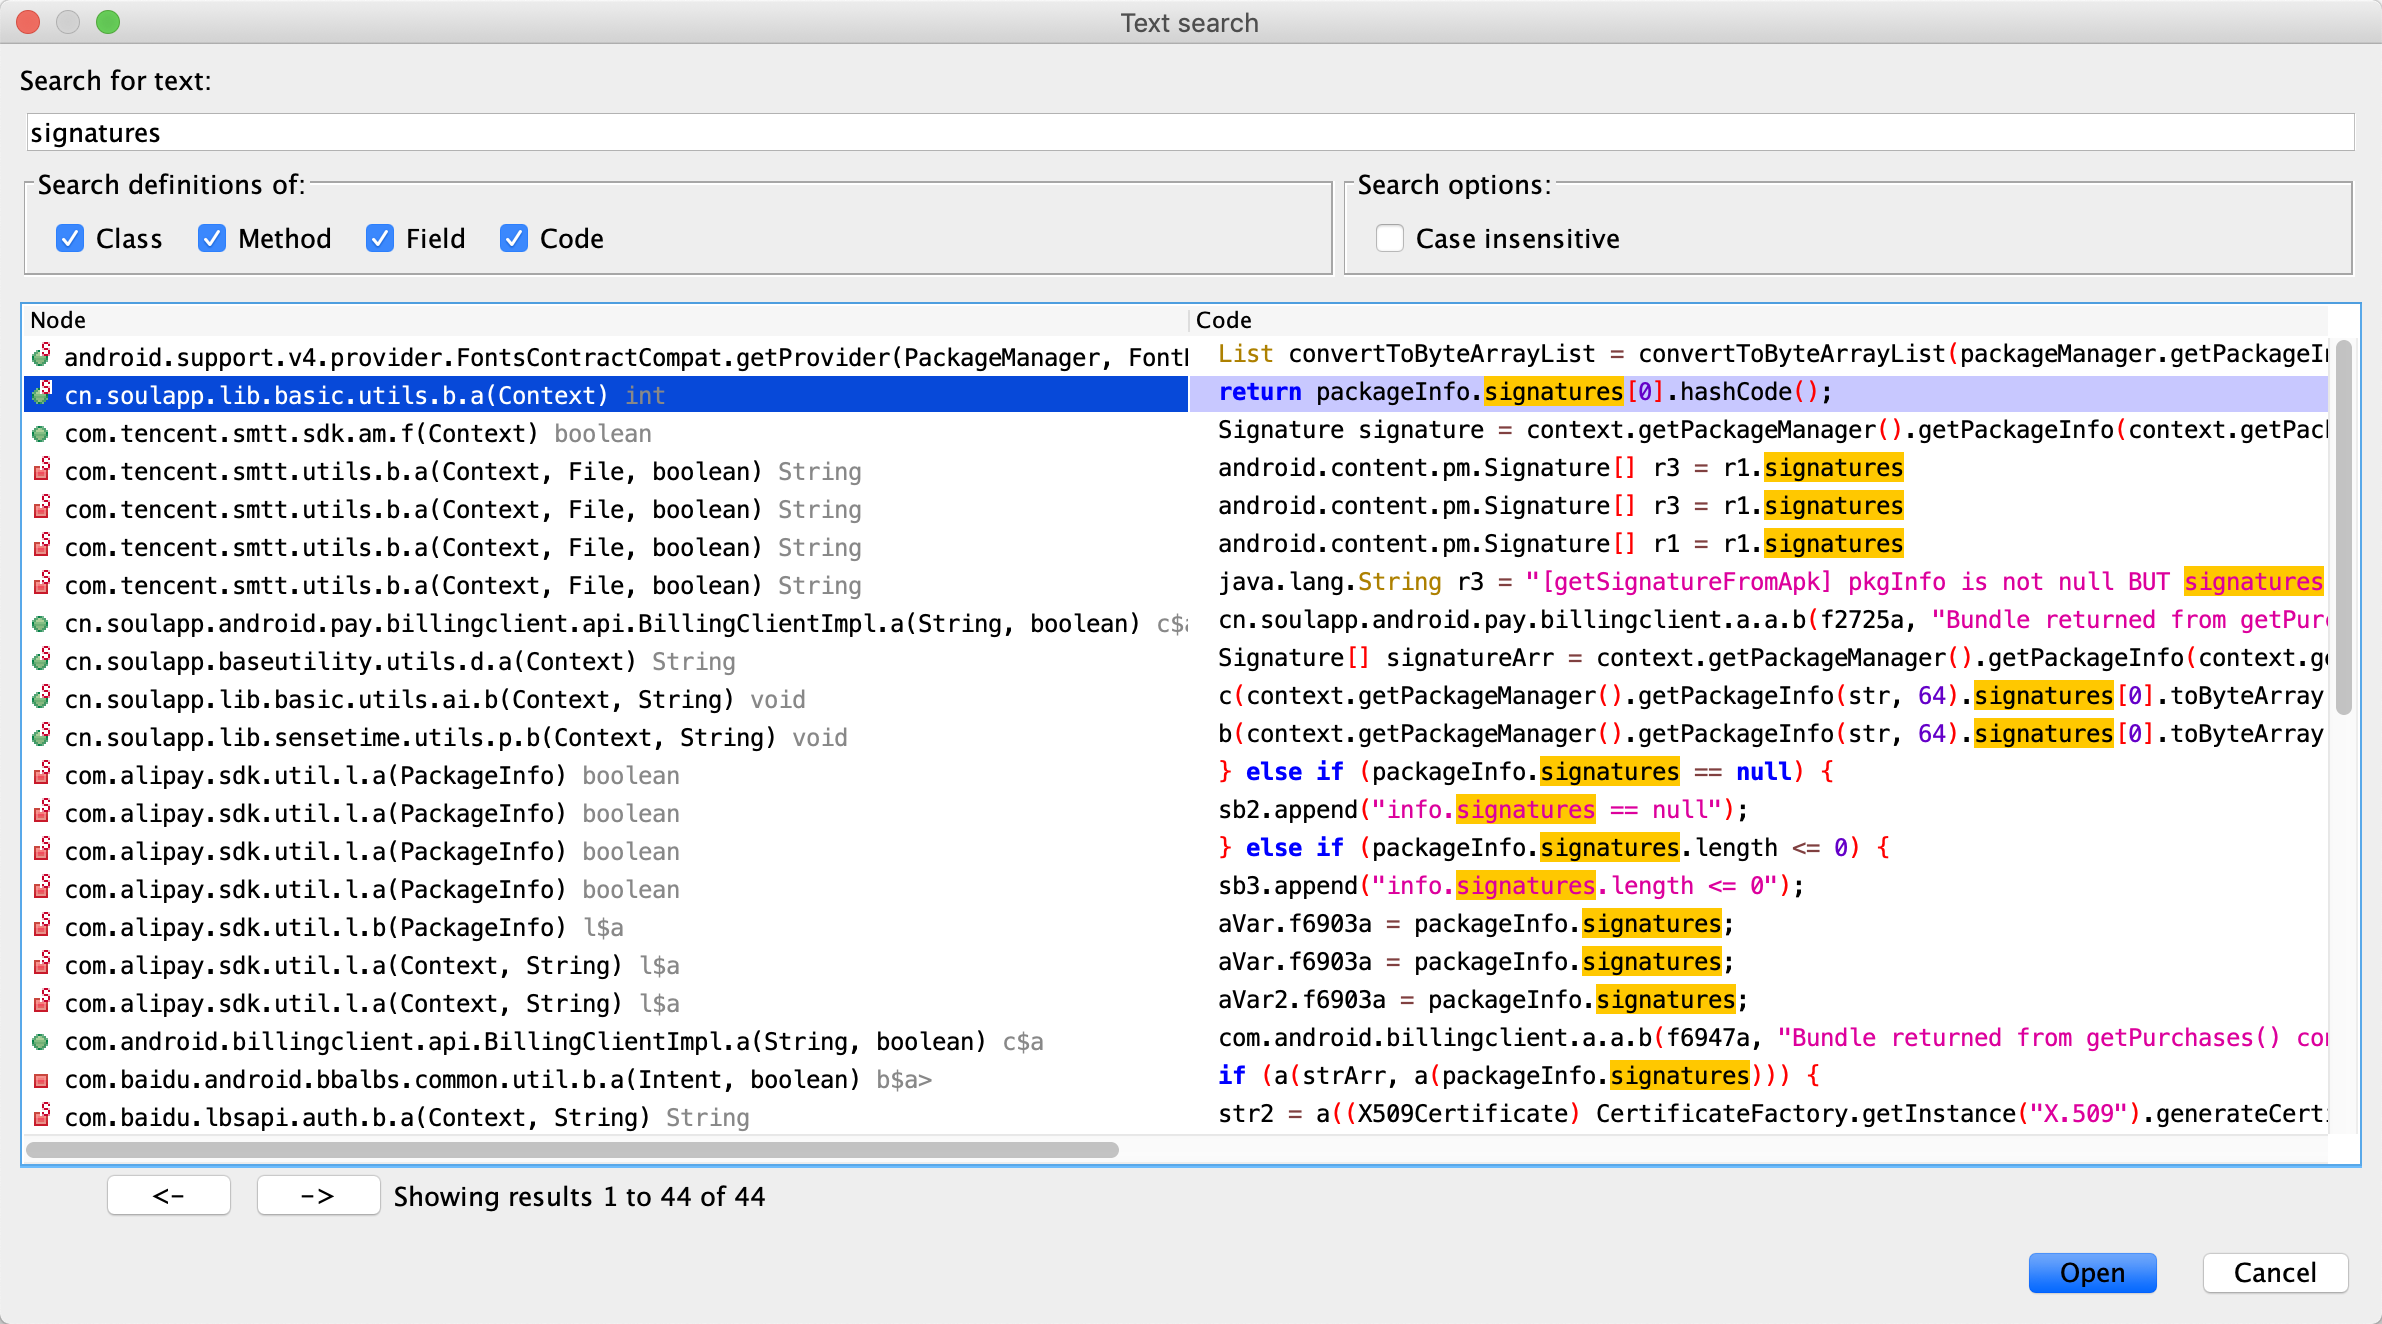 Text search
Search for text:
signatures
Search definitions of:
Search options:
Class Method Field Code
Case insensitive
Node Code
android.support.v4.provider.FontsContractCompat.getProvider(PackageManager, Font List convertToByteArrayList = convertToByteArrayList(packageManager.getPackageI
cn.soulapp.lib.basic.utils.b.a(Context) int return packageInfo.signatures[0].hashCode();
com.tencent.smtt.sdk.am.f(Context) boolean Signature signature = context.getPackageManager().getPackageInfo(context.getPac
com.tencent.smtt.utils.b.a(Context, File, boolean) String android.content.pm.Signature[] r3 = r1.signatures
com.tencent.smtt.utils.b.a(Context, File, boolean) String android.content.pm.Signature[] r3 = r1.signatures
com.tencent.smtt.utils.b.a(Context, File, boolean) String android.content.pm.Signature[] r1 = r1.signatures
com.tencent.smtt.utils.b.a(Context, File, boolean) String java.lang.String r3 = "[getSignatureFromApk] pkgInfo is not null BUT signatures
cn.soulapp.android.pay.billingclient.api.BillingClientImpl.a(String, boolean) c$ cn.soulapp.android.pay.billingclient.a.a.b(f2725a, "Bundle returned from getPur
cn.soulapp.baseutility.utils.d.a(Context) String Signature[] signatureArr = context.getPackageManager().getPackageInfo(context.g
cn.soulapp.lib.basic.utils.ai.b(Context, String) void c(context.getPackageManager().getPackageInfo(str, 64).signatures[0].toByteArray
cn.soulapp.lib.sensetime.utils.p.b(Context, String) void b(context.getPackageManager().getPackageInfo(str, 64).signatures[0].toByteArray
com.alipay.sdk.util.l.a(PackageInfo) boolean } else if (packageInfo.signatures == null) {
com.alipay.sdk.util.l.a(PackageInfo) boolean sb2.append("info.signatures == null");
com.alipay.sdk.util.l.a(PackageInfo) boolean } else if (packageInfo.signatures.length <= 0) {
com.alipay.sdk.util.l.a(PackageInfo) boolean sb3.append("info.signatures.length <= 0");
com.alipay.sdk.util.l.b(PackageInfo) l$a aVar.f6903a = packageInfo.signatures;
com.alipay.sdk.util.l.a(Context, String) l$a aVar.f6903a = packageInfo.signatures;
com.alipay.sdk.util.l.a(Context, String) l$a aVar2.f6903a = packageInfo.signatures;
com.android.billingclient.api.BillingClientImpl.a(String, boolean) c$a com.android.billingclient.a.a.b(f6947a, "Bundle returned from getPurchases() co
com.baidu.android.bbalbs.common.util.b.a(Intent, boolean) b$a> if (a(strArr, a(packageInfo.signatures))) {
com.baidu.lbsapi.auth.b.a(Context, String) String str2 = a((X509Certificate) CertificateFactory.getInstance("X.509").generateCert
<- -> Showing results 1 to 44 of 44
Open Cancel